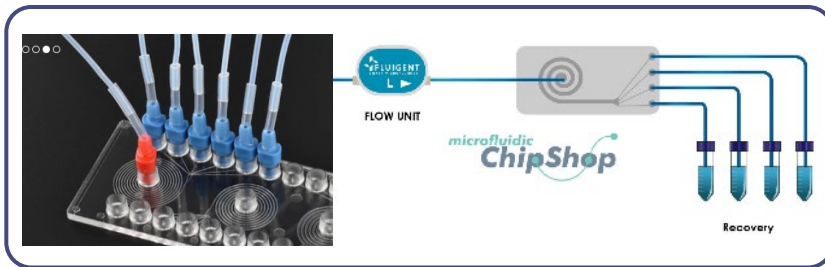 FLUIGENT
L
FLOW UNIT
microfluidic
ChipShop
Recovery